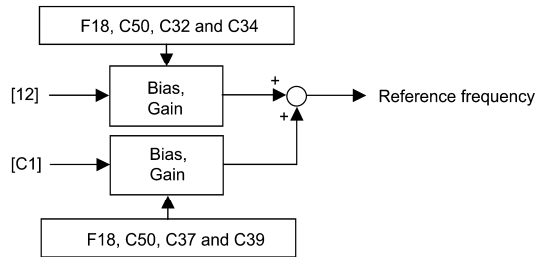 F18, C50, C32 and C34
[12]
Bias,
Gain
+
+
Reference frequency
[C1]
Bias,
Gain
F18, C50, C37 and C39